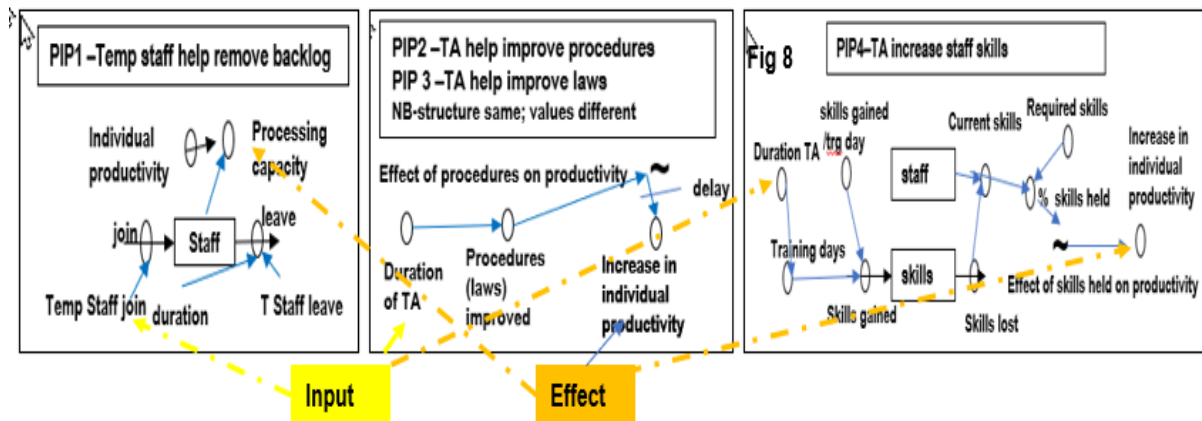 PIP1 –Temp staff help remove backlog
Individual
productivity
Processing
capacity
join
Staff
leave
Temp Staff join
duration
T Staff leave
PIP2 –TA help improve procedures
PIP 3 –TA help improve laws
NB-structure same; values different
Effect of procedures on productivity
~
delay
Duration
of TA
Procedures
(laws)
improved
Increase in
individual
productivity
Fig 8
PIP4–TA increase staff skills
skills gained
/trg day
Duration TA
Current skills
Required skills
Increase in
individual
productivity
staff
% skills held
~
Training days
skills
Effect of skills held on productivity
Skills gained
Skills lost
Input
Effect